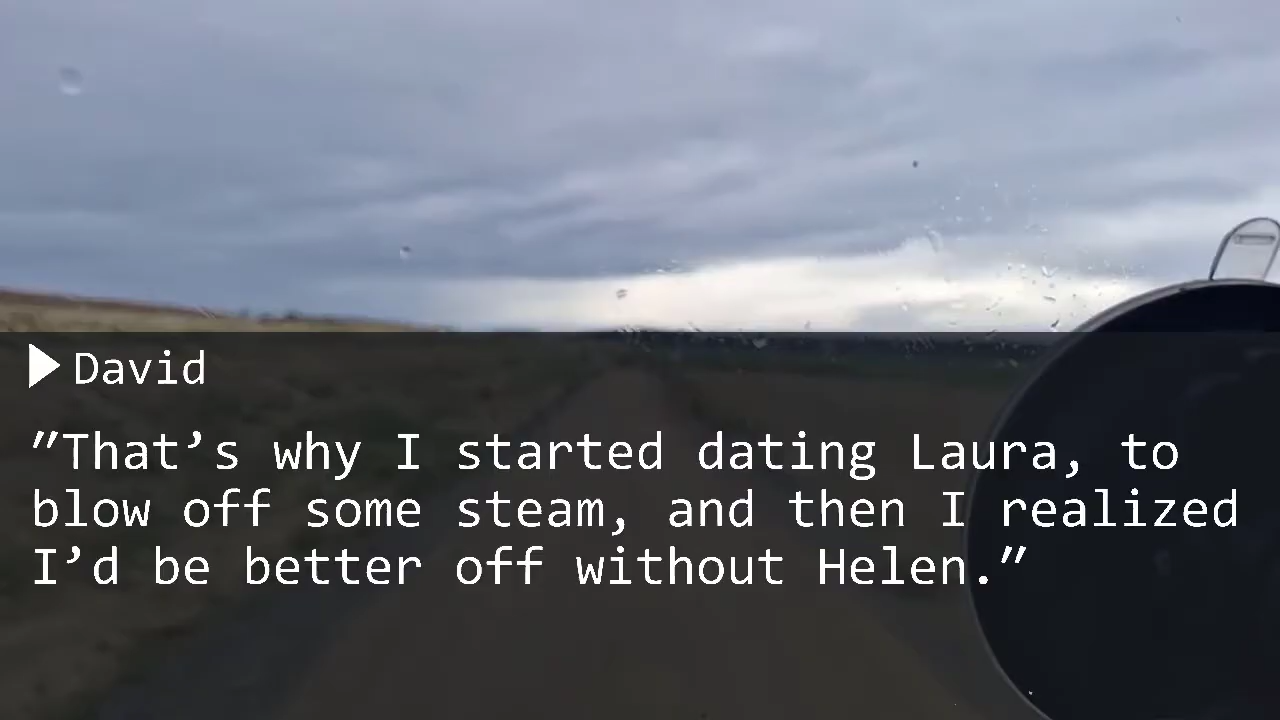 David
”That’s why I started dating Laura, to
blow off some steam, and then I realized
I’d be better off without Helen.”